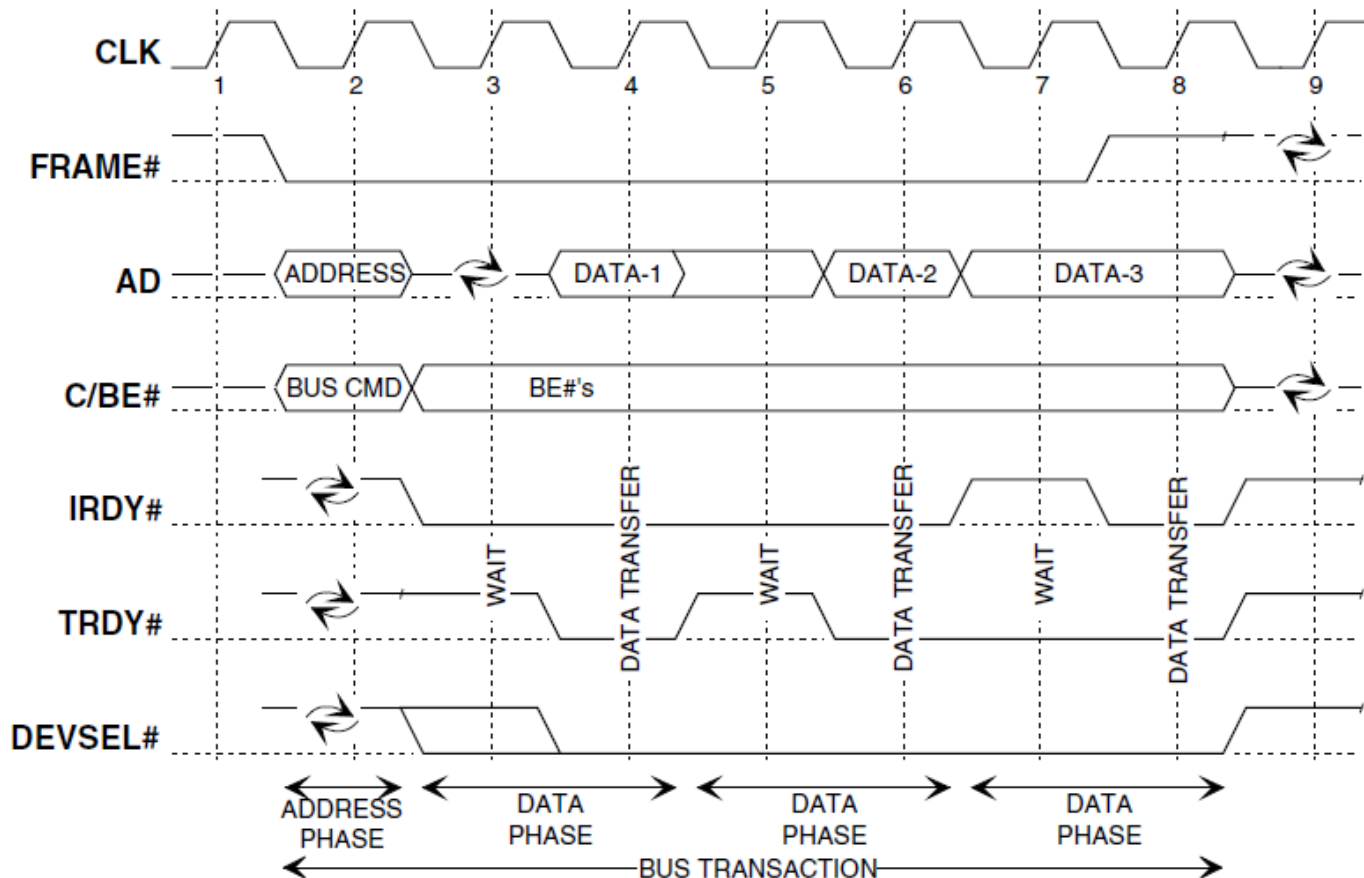 CLK
1 2 3 4 5 6 7 8 9
FRAME#
AD
ADDRESS DATA-1 DATA-2 DATA-3
C/BE#
BUS CMD BE#'s
IRDY#
TRDY#
WAIT
DATA TRANSFER
WAIT
DATA TRANSFER
WAIT
DATA TRANSFER
DEVSEL#
ADDRESS
PHASE
DATA
PHASE
DATA
PHASE
DATA
PHASE
BUS TRANSACTION